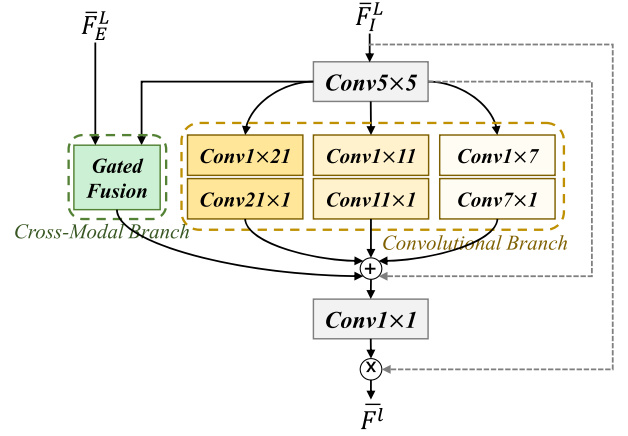 F̅_E^L
F̅_I^L
Conv5×5
Gated
Fusion
Conv1×21
Conv1×11
Conv1×7
Conv21×1
Conv11×1
Conv7×1
Cross-Modal Branch
Convolutional Branch
+
Conv1×1
x
F̅^l